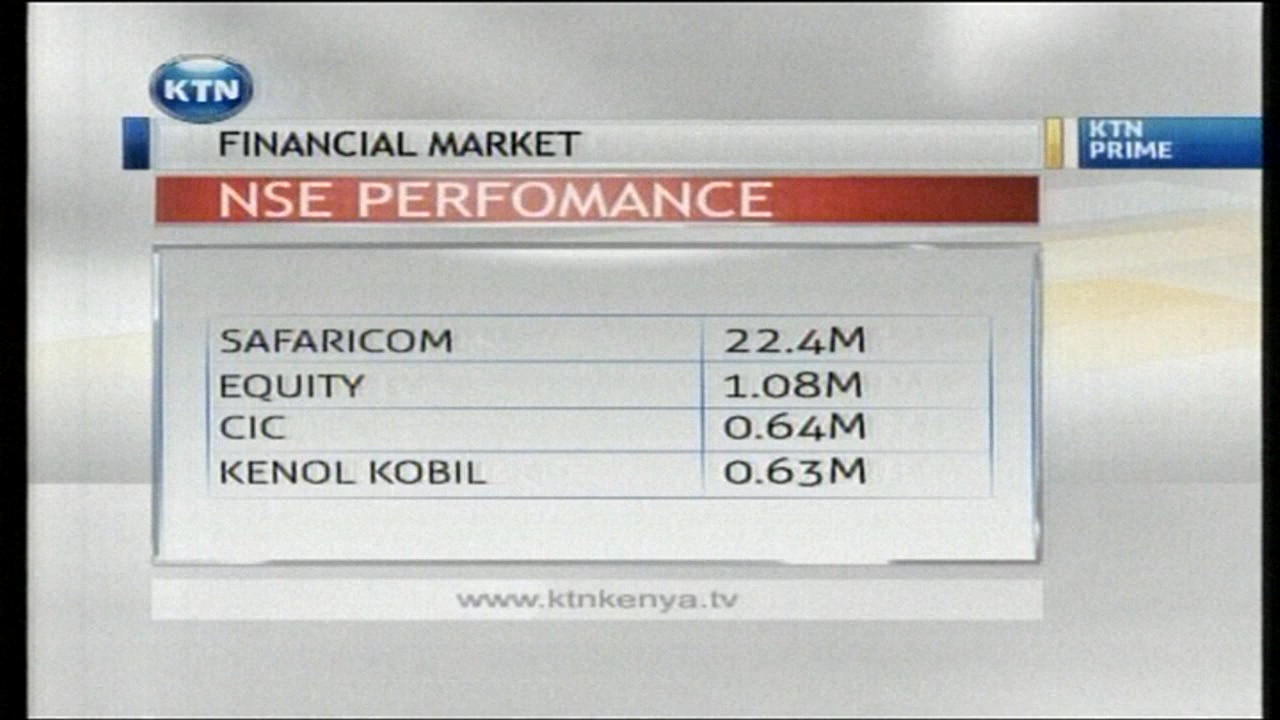 KTN
FINANCIAL MARKET
KTN
PRIME
NSE PERFOMANCE
SAFARICOM 22.4M
EQUITY 1.08M
CIC 0.64M
KENOL KOBIL 0.63M
www.ktnkenya.tv